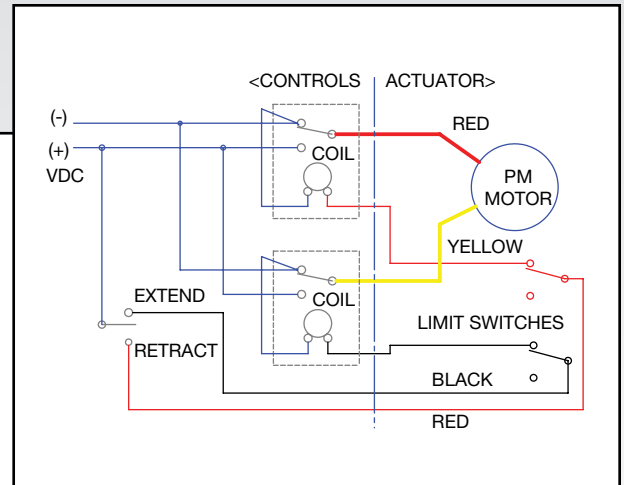 <CONTROLS
ACTUATOR>
(-)
RED
(+)
COIL
VDC
PM
MOTOR
YELLOW
EXTEND
COIL
LIMIT SWITCHES
RETRACT
BLACK
RED